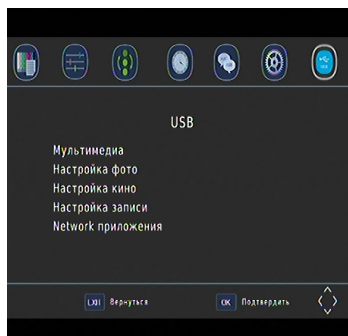 USB
Мультимедиа
Настройка фото
Настройка кино
Настройка записи
Network приложения
EXIT Вернуться OK Подтвердить